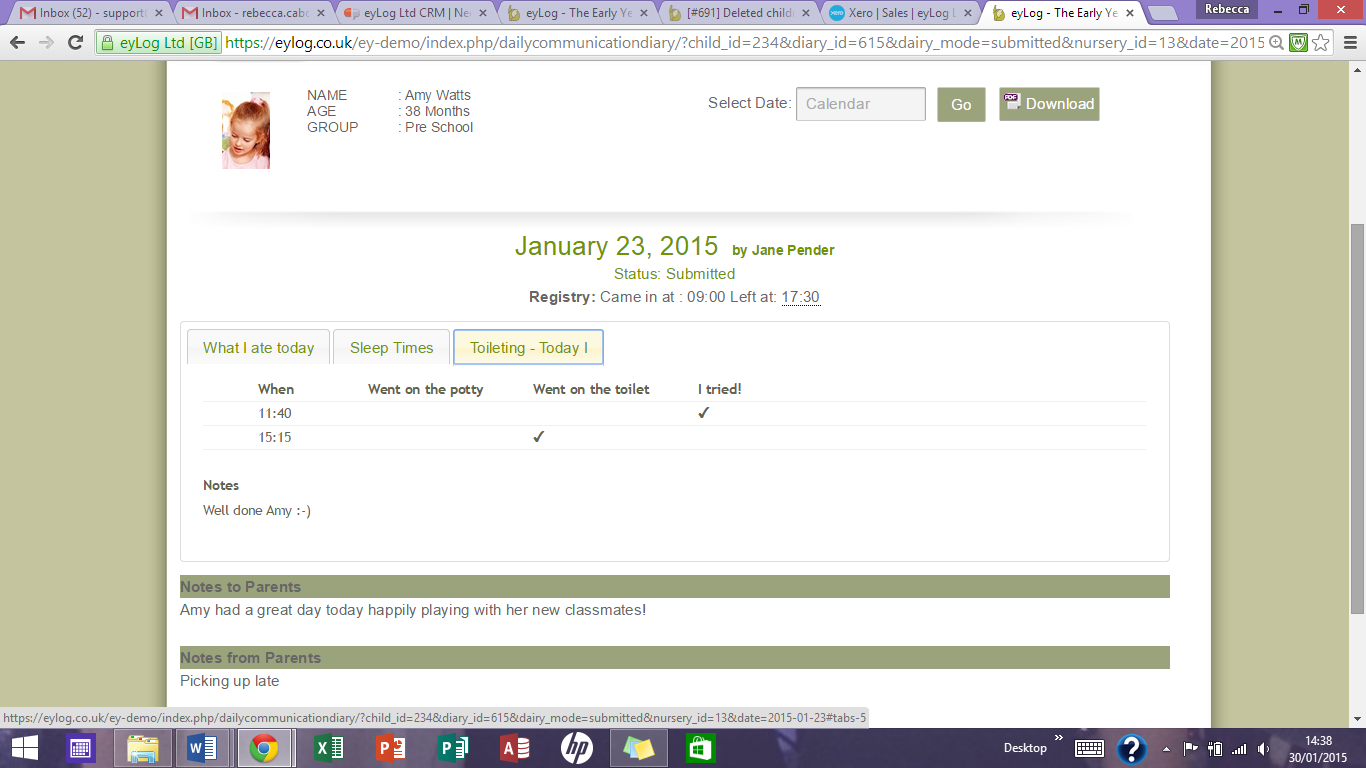 Inbox (52) - support
Inbox - rebecca.cabo
eyLog Ltd CRM | Ne
eyLog - The Early Ye
[#691] Deleted childr
Xero | Sales | eyLog L
eyLog - The Early Ye
Rebecca
eyLog Ltd [GB]
https://eylog.co.uk/ey-demo/index.php/dailycommunicationdiary/?child_id=234&diary_id=615&dairy_mode=submitted&nursery_id=13&date=2015
NAME : Amy Watts
AGE : 38 Months
GROUP : Pre School
Select Date: Calendar Go PDF Download
January 23, 2015 by Jane Pender
Status: Submitted
Registry: Came in at : 09:00 Left at: 17:30
What I ate today Sleep Times Toileting - Today I
When Went on the potty Went on the toilet I tried!
11:40 ✓
15:15 ✓
Notes
Well done Amy :-)
Notes to Parents
Amy had a great day today happily playing with her new classmates!
Notes from Parents
Picking up late
https://eylog.co.uk/ey-demo/index.php/dailycommunicationdiary/?child_id=234&diary_id=615&dairy_mode=submitted&nursery_id=13&date=2015-01-23#tabs-5
Desktop
14:38
30/01/2015